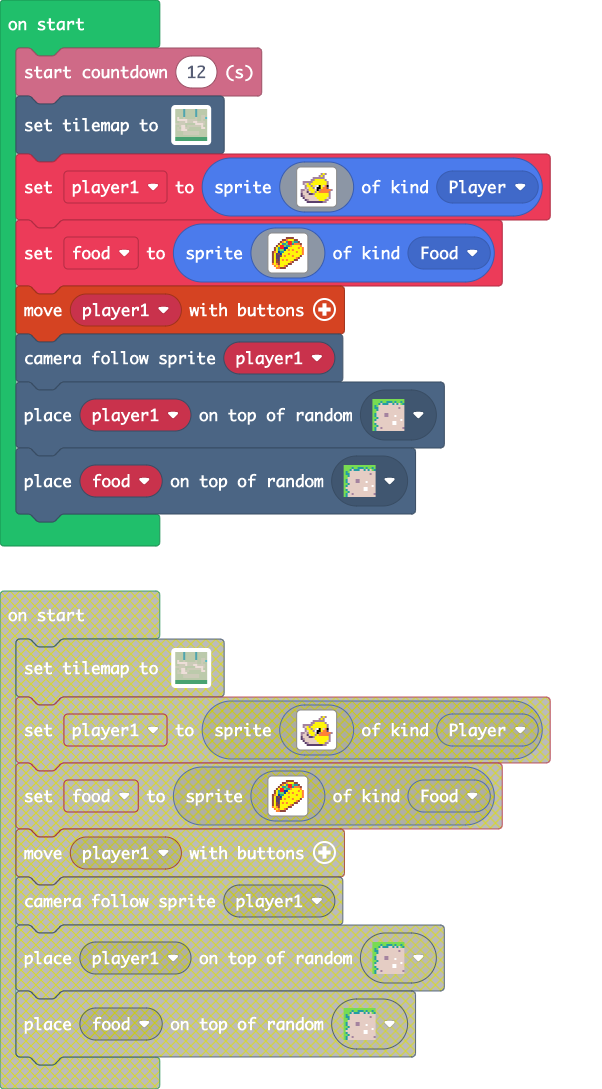 on start
start countdown 12 (s)
set tilemap to
set player1 to sprite of kind Player
set food to sprite of kind Food
move player1 with buttons
camera follow sprite player1
place player1 on top of random
place food on top of random
on start
set tilemap to
set player1 to sprite of kind Player
set food to sprite of kind Food
move player1 with buttons
camera follow sprite player1
place player1 on top of random
place food on top of random